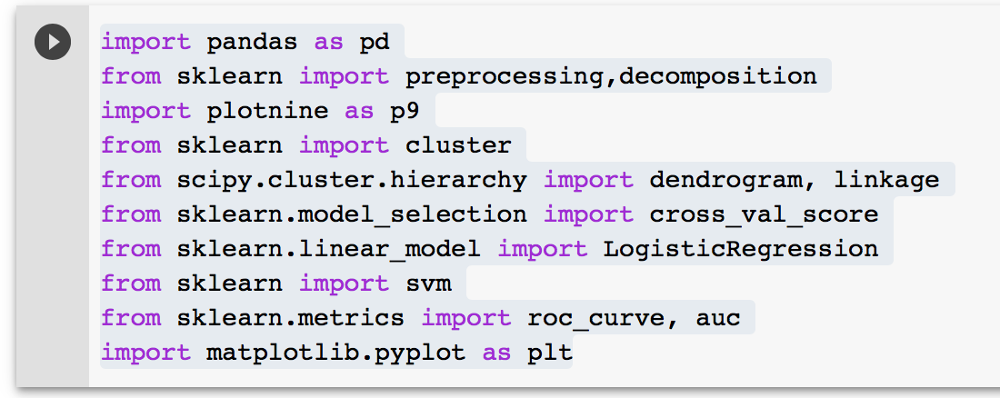 import pandas as pd
from sklearn import preprocessing,decomposition
import plotnine as p9
from sklearn import cluster
from scipy.cluster.hierarchy import dendrogram, linkage
from sklearn.model_selection import cross_val_score
from sklearn.linear_model import LogisticRegression
from sklearn import svm
from sklearn.metrics import roc_curve, auc
import matplotlib.pyplot as plt